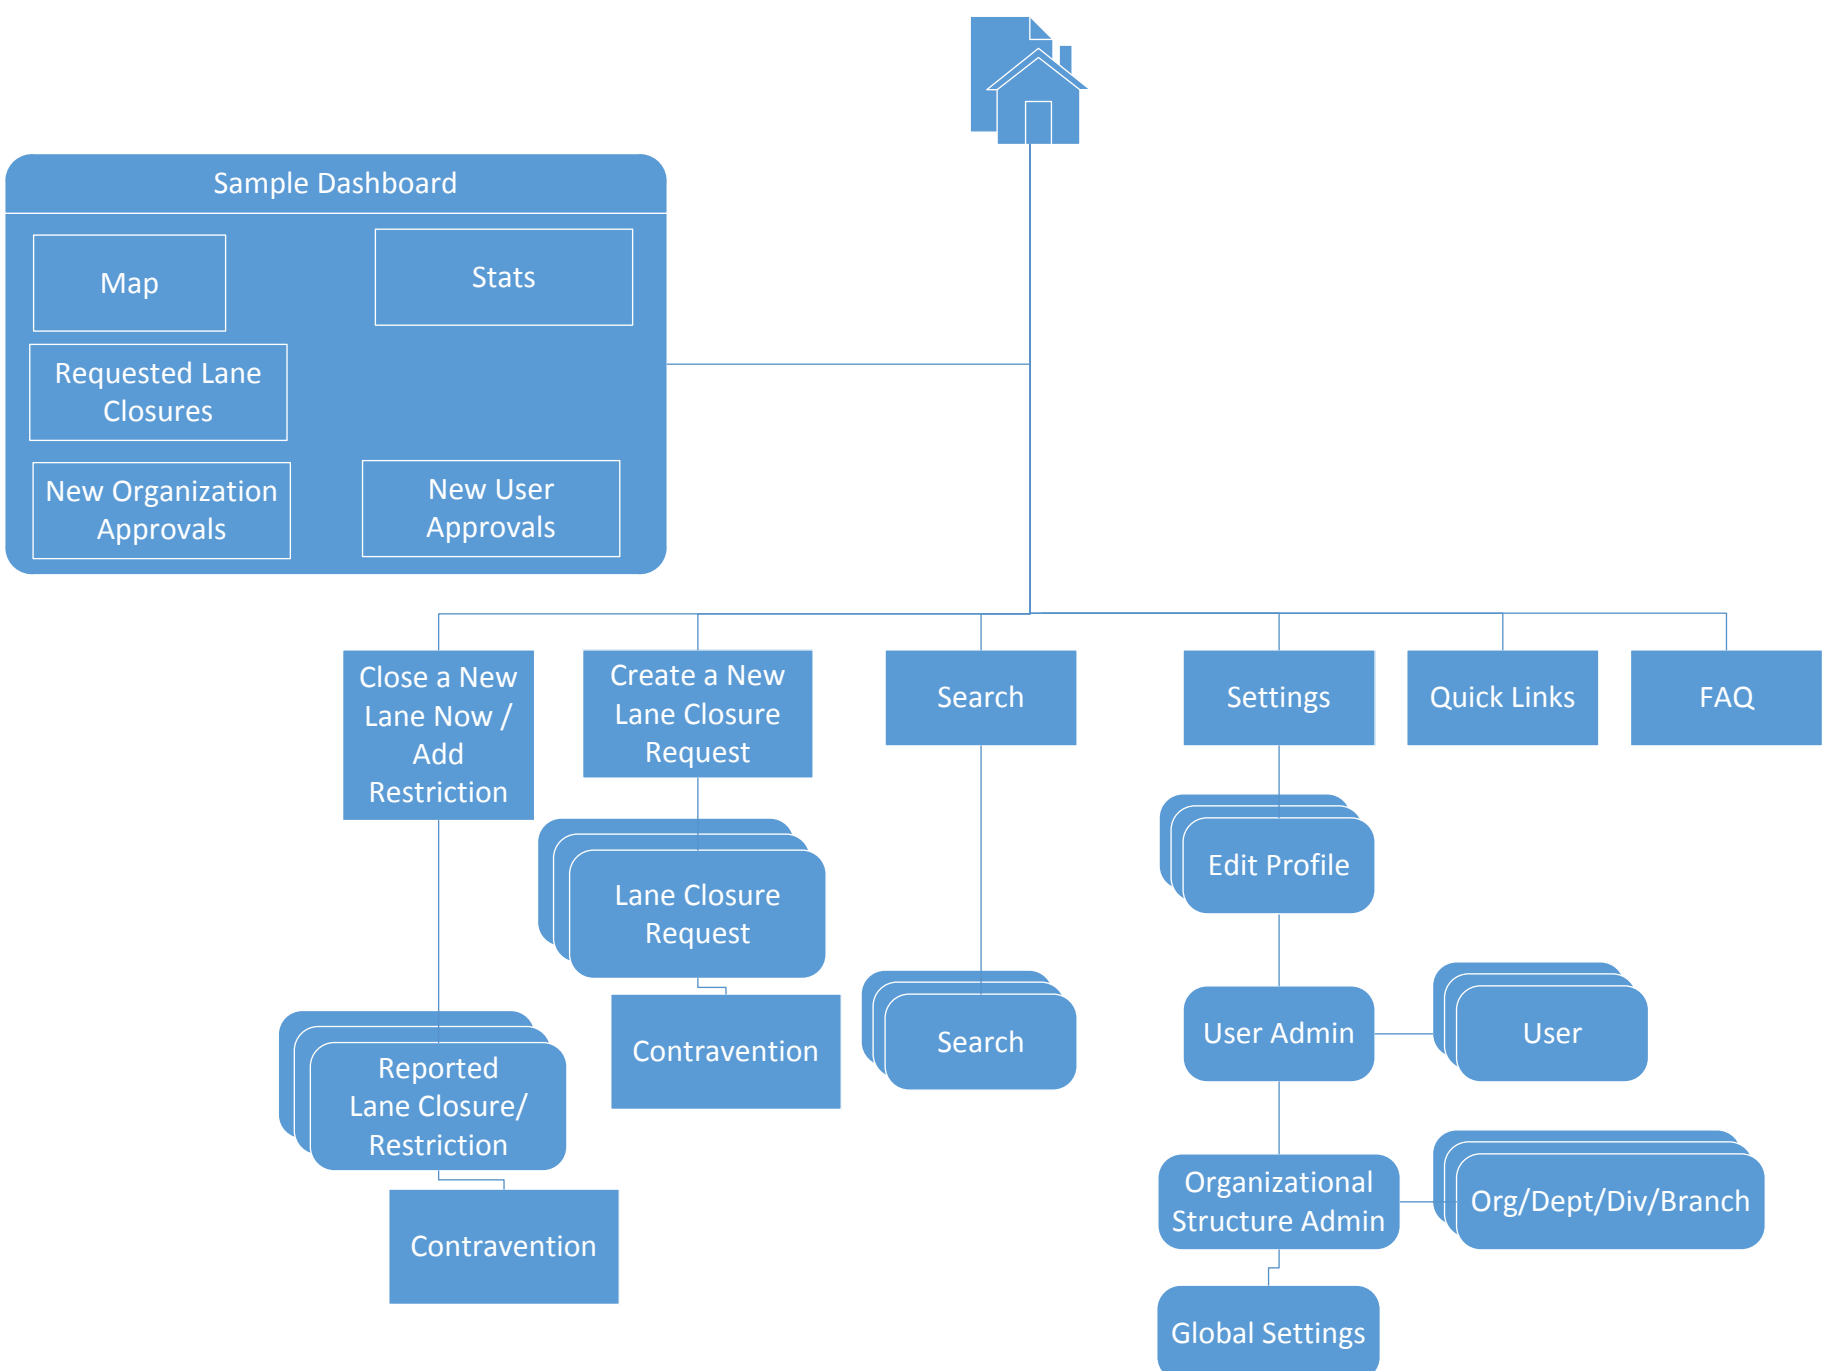 Sample Dashboard
Map
Stats
Requested Lane
Closures
New Organization
Approvals
New User
Approvals
Close a New
Lane Now /
Add
Restriction
Create a New
Lane Closure
Request
Search
Settings
Quick Links
FAQ
Edit Profile
Lane Closure
Request
User Admin
User
Contravention
Search
Reported
Lane Closure/
Restriction
Organizational
Structure Admin
Org/Dept/Div/Branch
Contravention
Global Settings